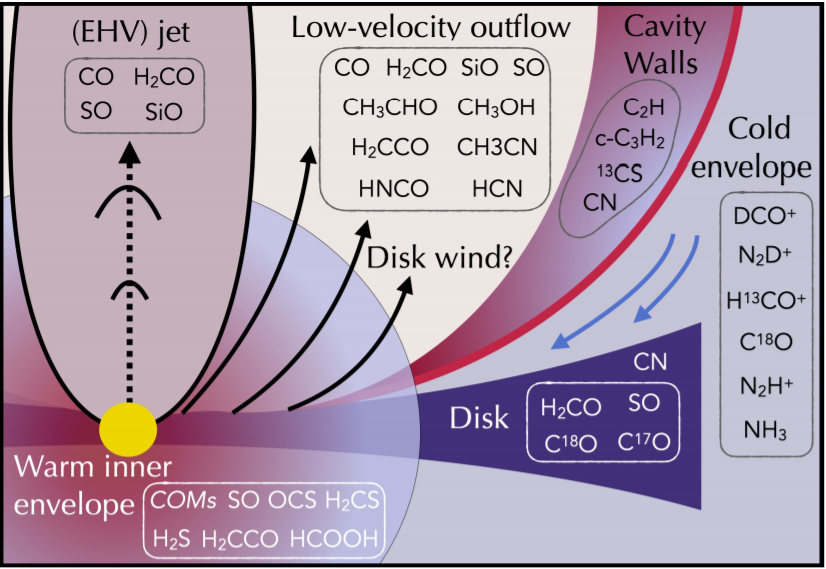 (EHV) jet
CO H₂CO
SO SiO
Low-velocity outflow
CO H₂CO SiO SO
CH₃CHO CH₃OH
H₂CCO CH3CN
HNCO HCN
Disk wind?
Cavity
Walls
C₂H
c-C₃H₂
¹³CS
CN
Cold
envelope
DCO⁺
N₂D⁺
H¹³CO⁺
C¹⁸O
N₂H⁺
NH₃
Disk
CN
H₂CO SO
C¹⁸O C¹⁷O
Warm inner
envelope
COMs SO OCS H₂CS
H₂S H₂CCO HCOOH